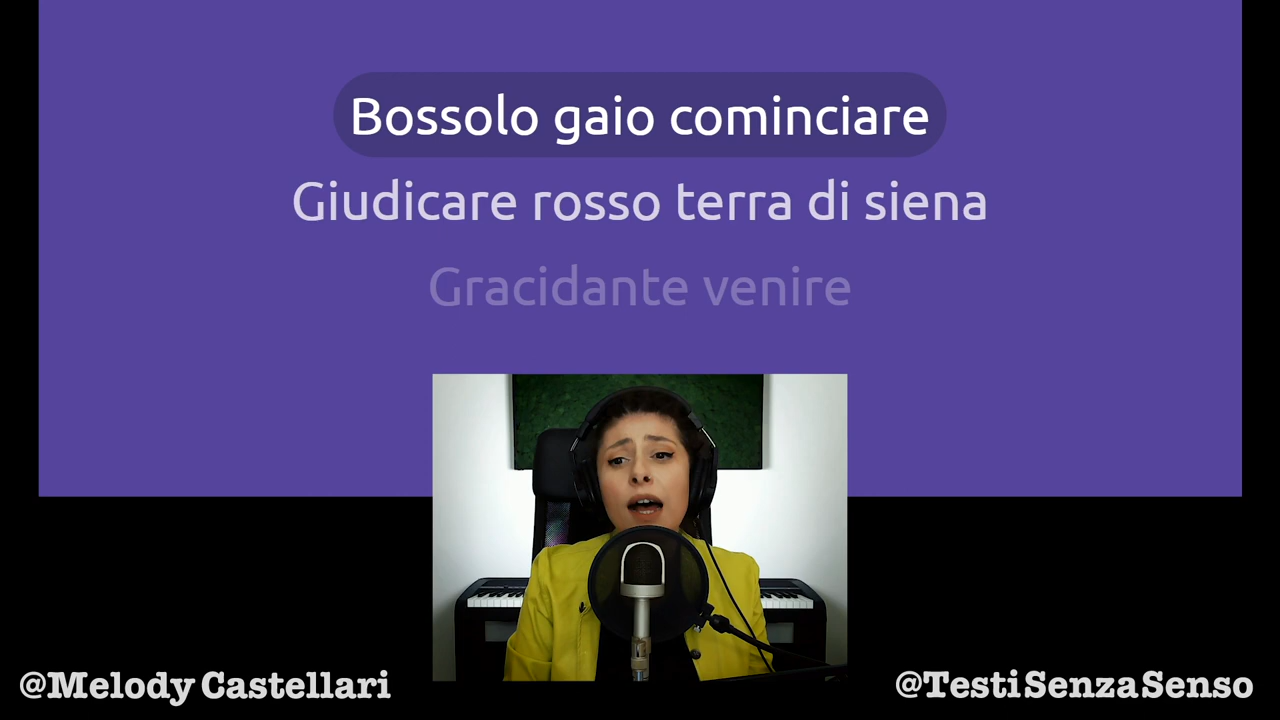 Bossolo gaio cominciare
Giudicare rosso terra di siena
Gracidante venire
@Melody Castellari
@TestiSenzaSenso